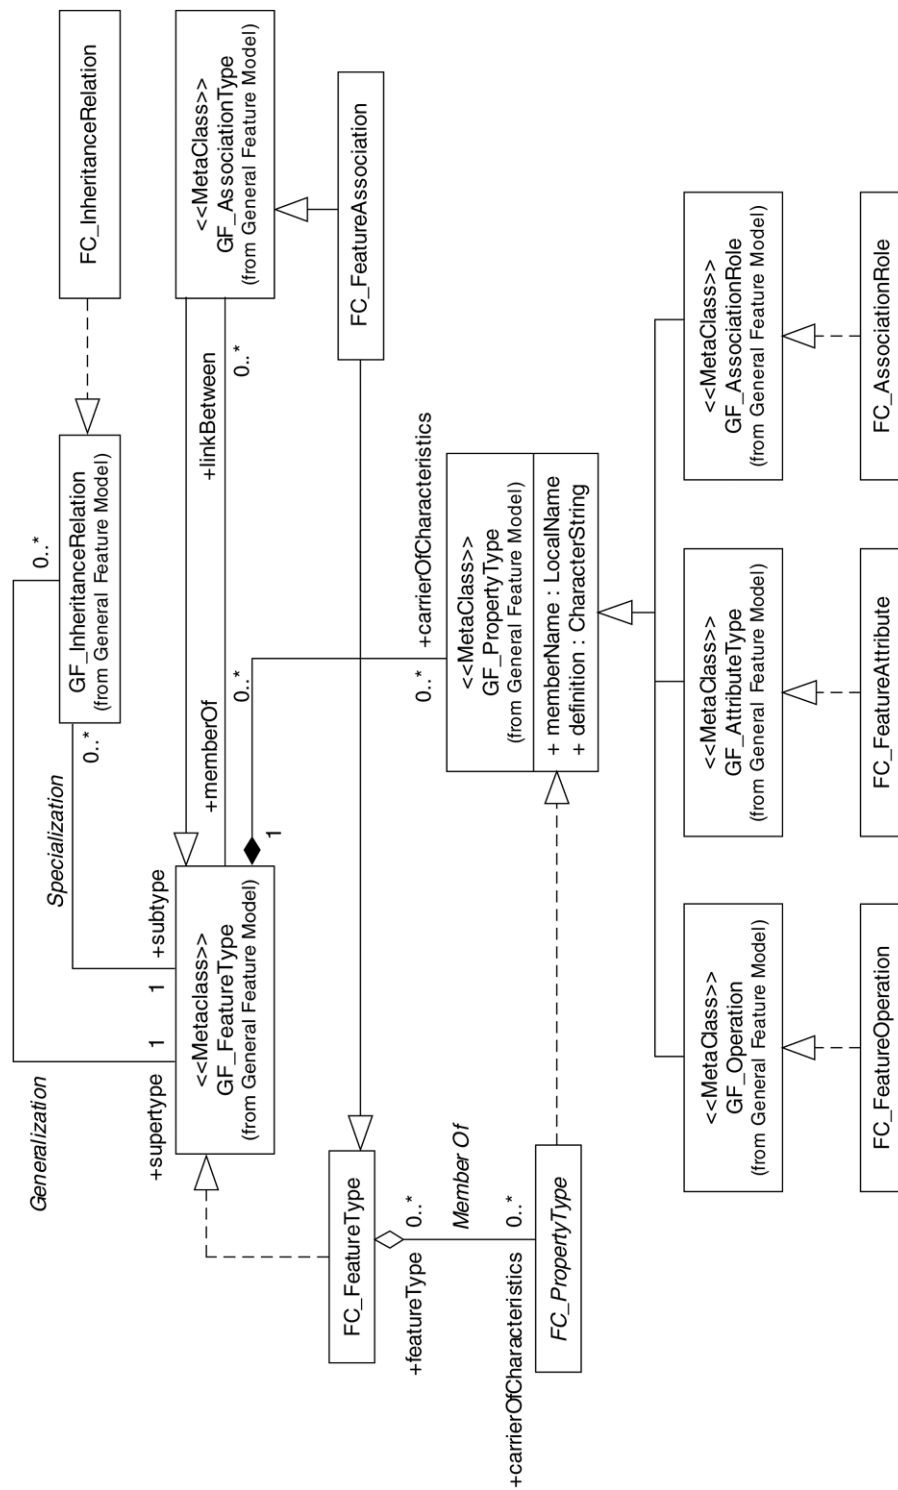 Generalization
Specialization
0..*
GF_InheritanceRelation
(from General Feature Model)
0..*
FC_InheritanceRelation
+supertype
1
1
+subtype
<<Metaclass>>
GF_FeatureType
(from General Feature Model)
+memberOf
0..*
1
+linkBetween
0..*
<<MetaClass>>
GF_AssociationType
(from General Feature Model)
FC_FeatureType
FC_FeatureAssociation
+featureType
0..*
Member Of
+carrierOfCharacteristics
0..*
FC_PropertyType
0..*
+carrierOfCharacteristics
<<MetaClass>>
GF_PropertyType
(from General Feature Model)
+ memberName : LocalName
+ definition : CharacterString
<<MetaClass>>
GF_Operation
(from General Feature Model)
<<MetaClass>>
GF_AttributeType
(from General Feature Model)
<<MetaClass>>
GF_AssociationRole
(from General Feature Model)
FC_FeatureOperation
FC_FeatureAttribute
FC_AssociationRole